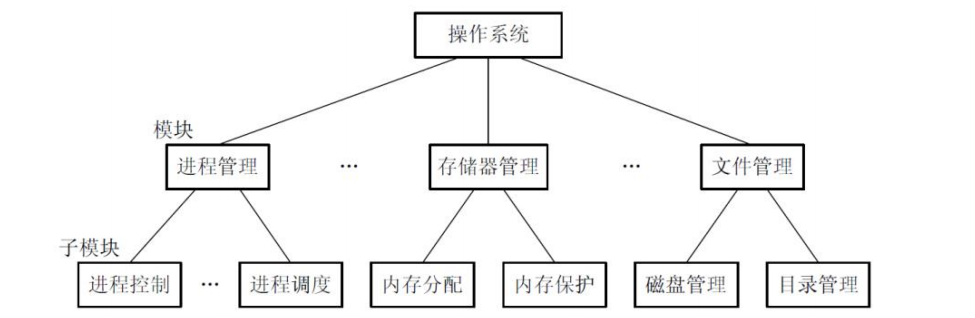 操作系统
模块
进程管理 … 存储器管理 … 文件管理
子模块
进程控制 … 进程调度 内存分配 内存保护 磁盘管理 目录管理